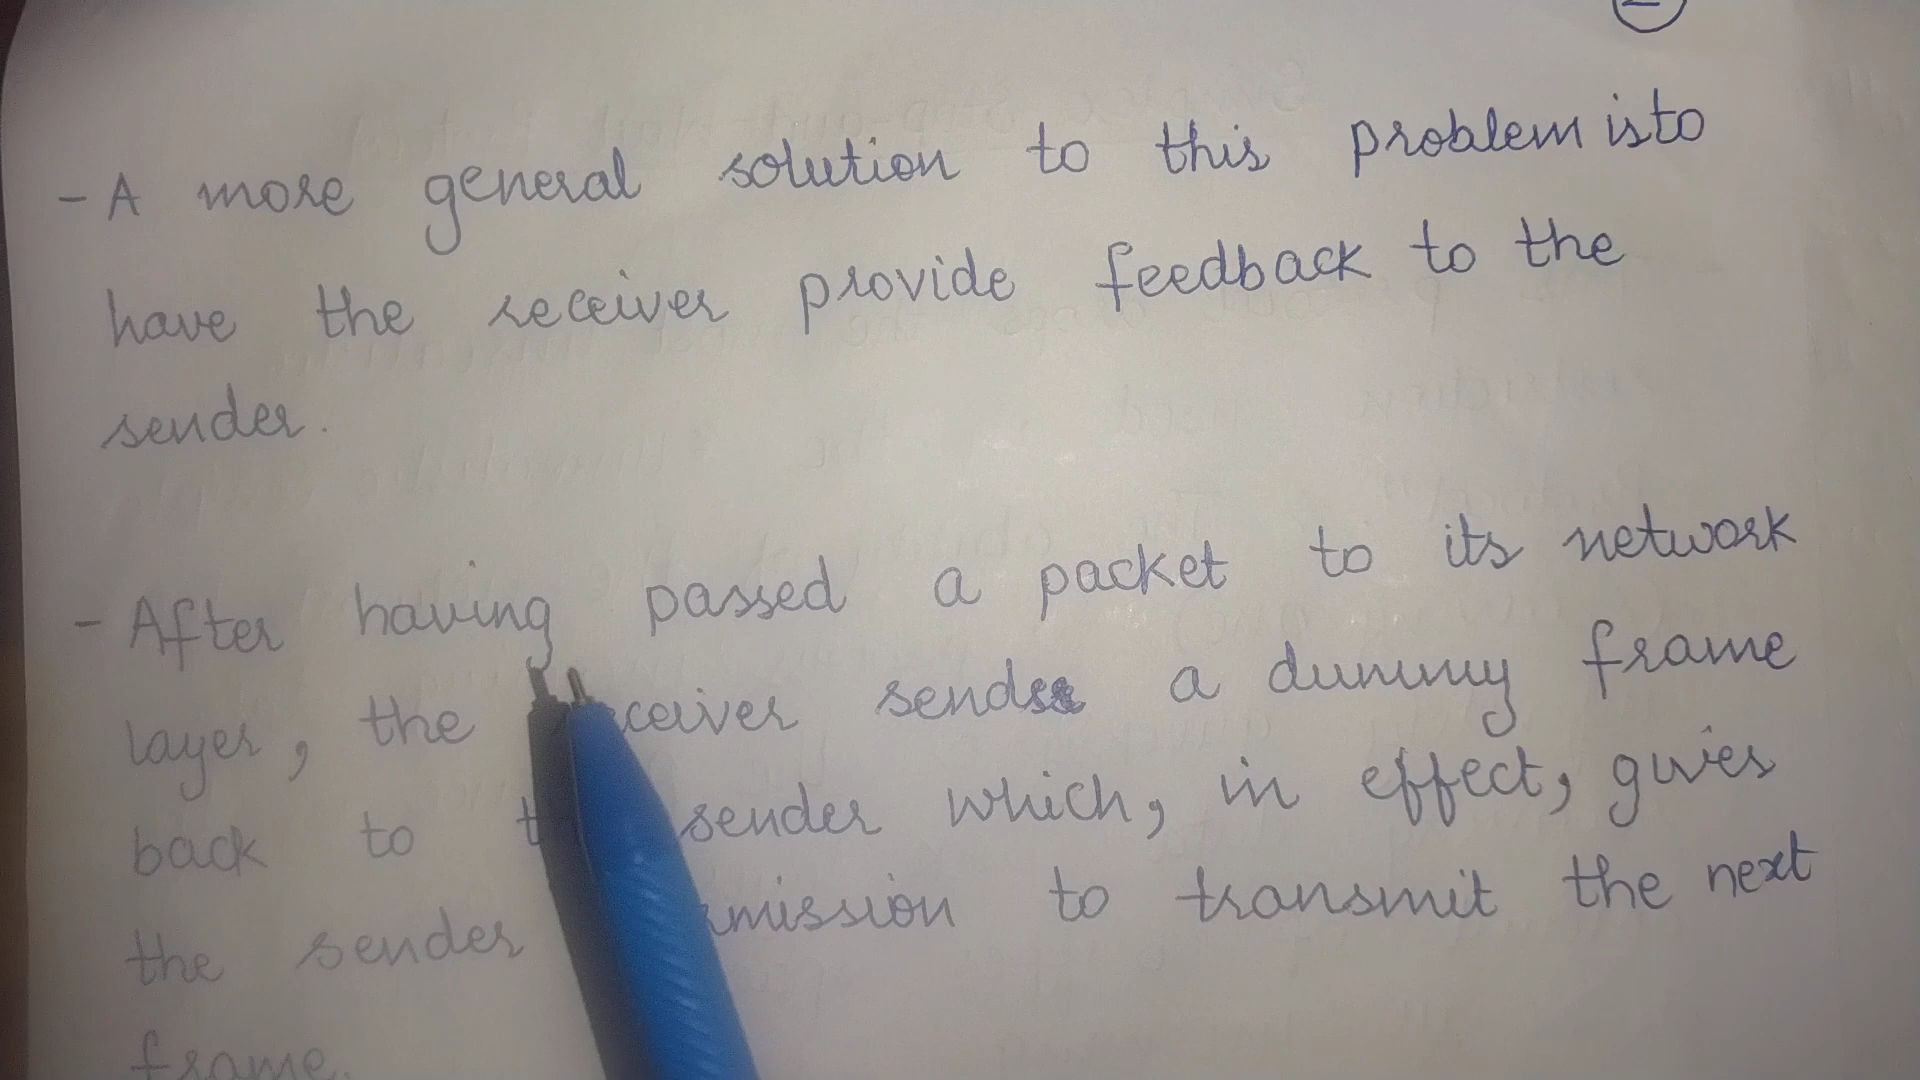 - A more general solution to this problem is to
have the receiver provide feedback to the
sender.
- After having passed a packet to its network
layer, the sends a dummy frame
back to sender which, in effect, gives
the sender to transmit the next
frame.